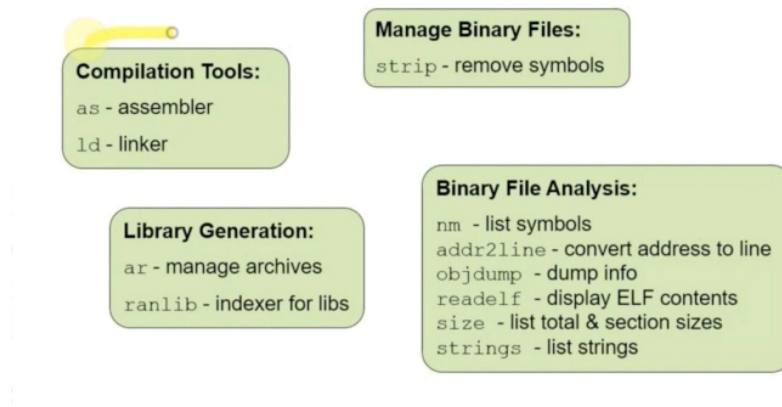 Compilation Tools:
as - assembler
ld - linker
Manage Binary Files:
strip - remove symbols
Library Generation:
ar - manage archives
ranlib - indexer for libs
Binary File Analysis:
nm - list symbols
addr2line - convert address to line
objdump - dump info
readelf - display ELF contents
size - list total & section sizes
strings - list strings